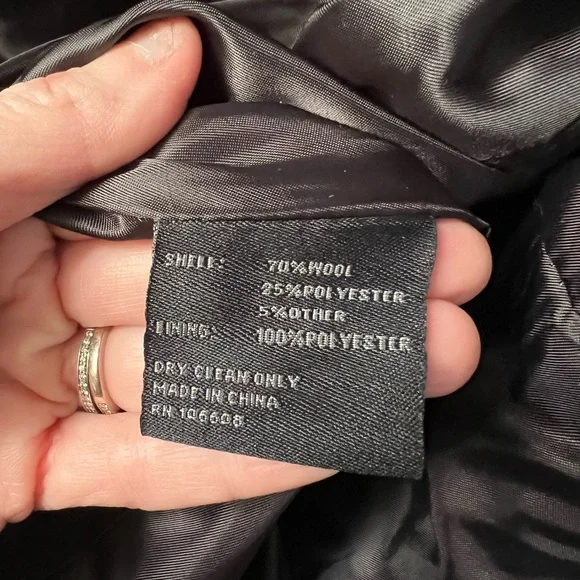 SHELL: 70%WOOL
25%POLYESTER
5%OTHER
LINING: 100%POLYESTER
DRY CLEAN ONLY
MADE IN CHINA
RN 106608